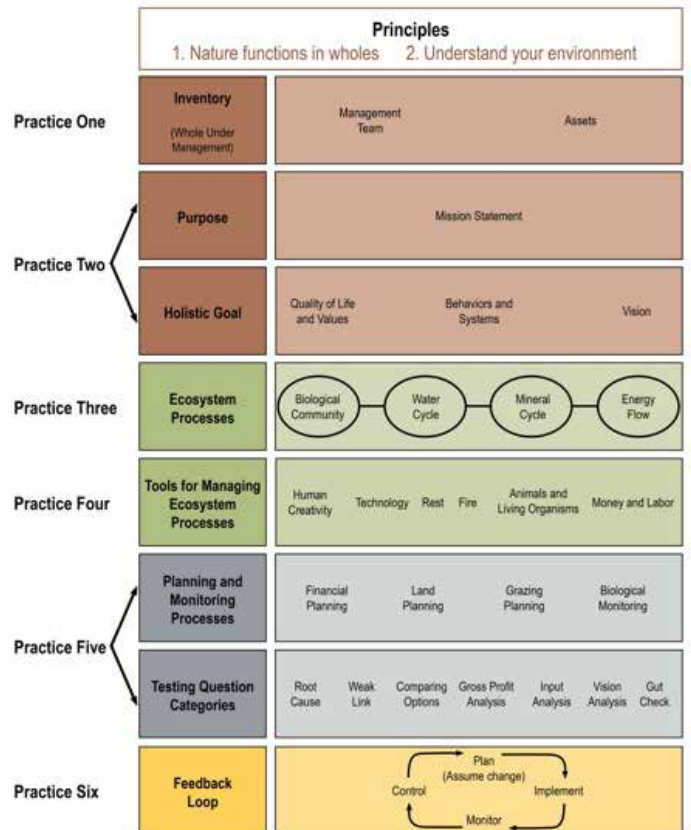 Principles
1. Nature functions in wholes 2. Understand your environment
Practice One
Inventory
(Whole Under
Management)
Management
Team
Assets
Practice Two
Purpose
Mission Statement
Holistic Goal
Quality of Life
and Values
Behaviors and
Systems
Vision
Practice Three
Ecosystem
Processes
Biological
Community
Water
Cycle
Mineral
Cycle
Energy
Flow
Practice Four
Tools for Managing
Ecosystem
Processes
Human
Creativity
Technology
Rest
Fire
Animals and
Living Organisms
Money and Labor
Practice Five
Planning and
Monitoring
Processes
Financial
Planning
Land
Planning
Grazing
Planning
Biological
Monitoring
Testing Question
Categories
Root
Cause
Weak
Link
Comparing
Options
Gross Profit
Analysis
Input
Analysis
Vision
Analysis
Gut
Check
Practice Six
Feedback
Loop
Plan
(Assume change)
Control
Implement
Monitor